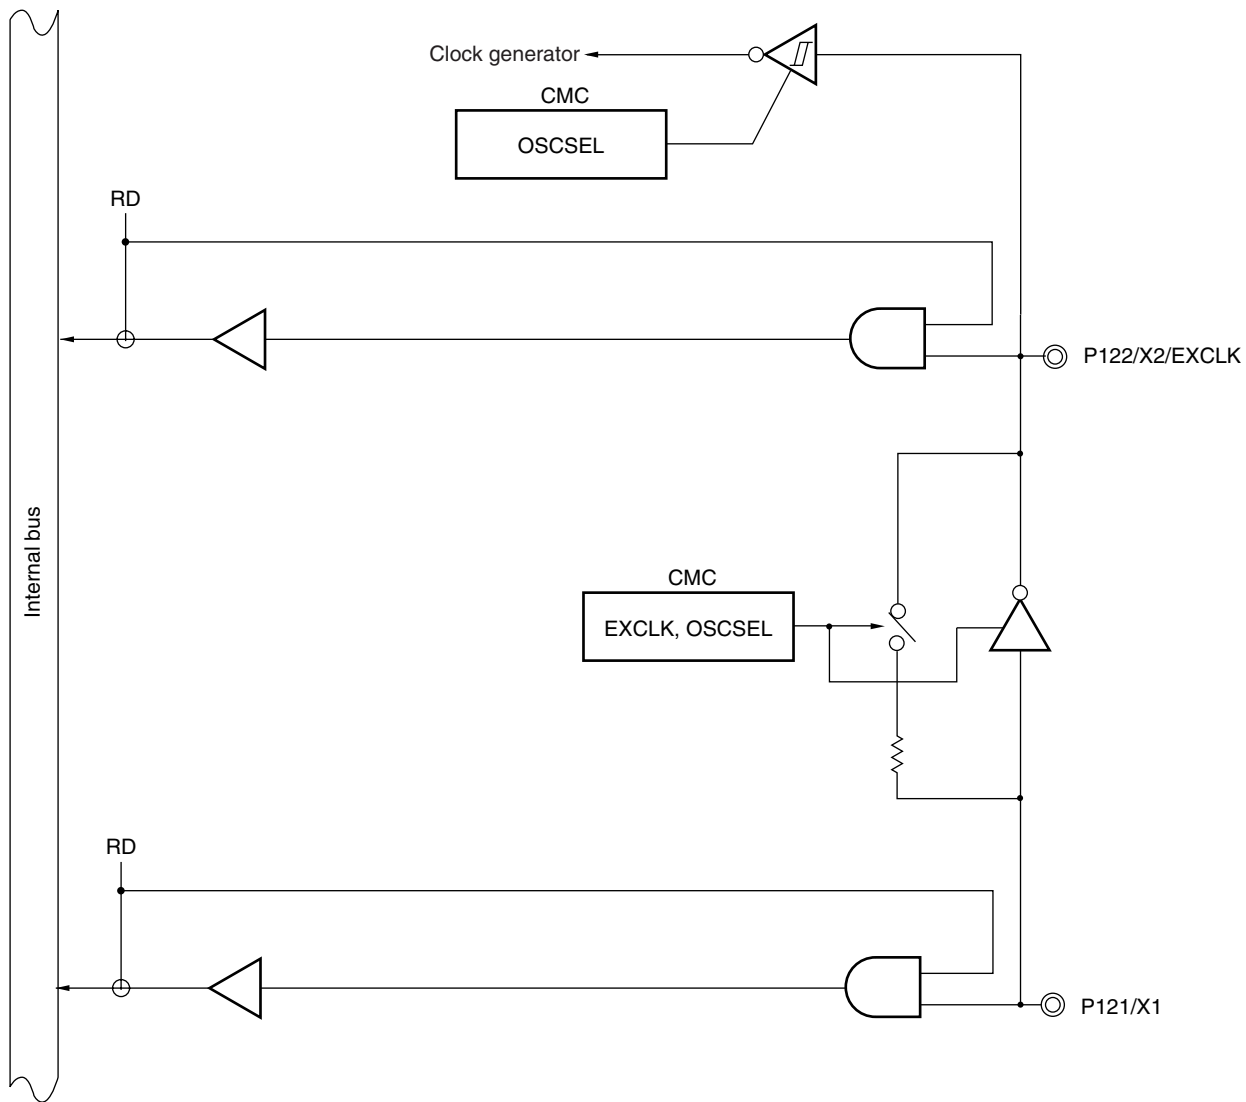 Clock generator
CMC
OSCSEL
RD
P122/X2/EXCLK
Internal bus
CMC
EXCLK, OSCSEL
RD
P121/X1